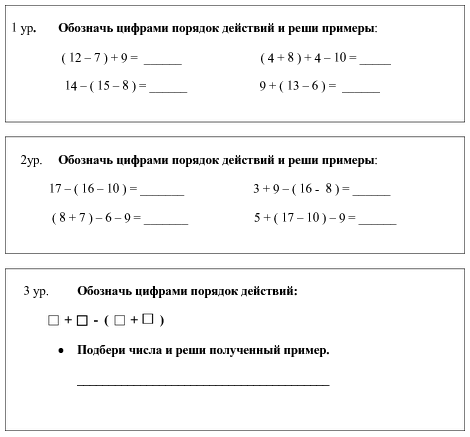 1 ур. Обозначь цифрами порядок действий и реши примеры:
( 12 – 7 ) + 9 = ______ ( 4 + 8 ) + 4 – 10 = _____
14 – ( 15 – 8 ) = ______ 9 + ( 13 – 6 ) = ______
2ур. Обозначь цифрами порядок действий и реши примеры:
17 – ( 16 – 10 ) = _______ 3 + 9 – ( 16 - 8 ) = ______
( 8 + 7 ) – 6 – 9 = _______ 5 + ( 17 – 10 ) – 9 = ______
3 ур. Обозначь цифрами порядок действий:
□ + □ - ( □ + □ )
• Подбери числа и реши полученный пример.
________________________________________